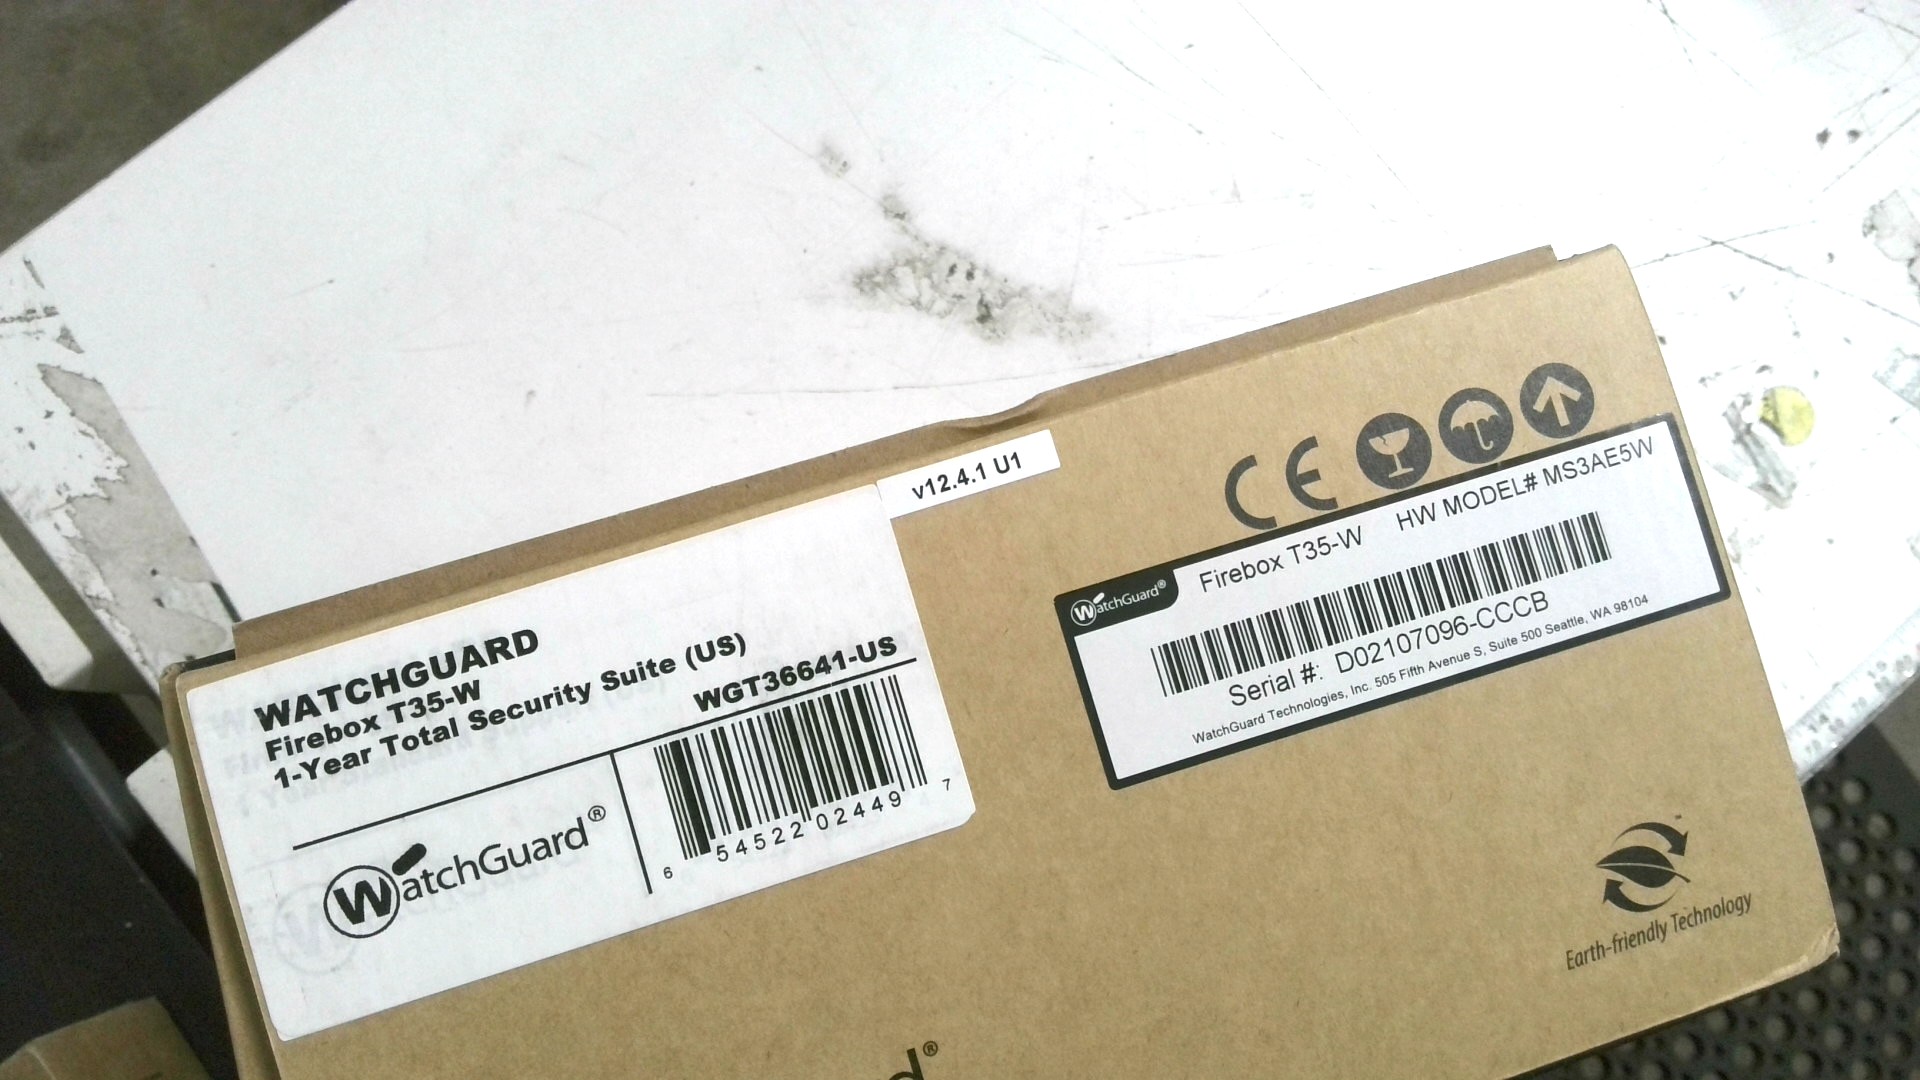 v12.4.1 U1
WATCHGUARD
Firebox T35-W
1-Year Total Security Suite (US)
WGT36641-US
WatchGuard®
6 54522 02449 7
CE
WatchGuard® Firebox T35-W HW MODEL# MS3AE5W
Serial #: D02107096-CCCB
WatchGuard Technologies, Inc. 505 Fifth Avenue S, Suite 500 Seattle, WA 98104
Earth-friendly Technology
d®